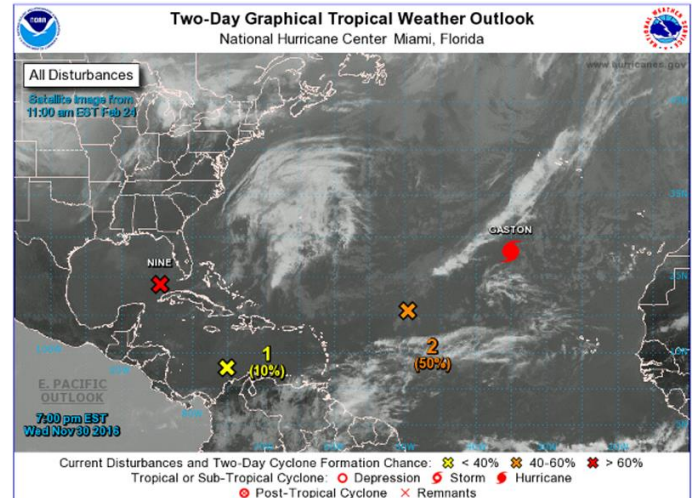 Two-Day Graphical Tropical Weather Outlook
National Hurricane Center Miami, Florida
NOAA
All Disturbances
www.hurricanes.gov
Satellite Image from
11:00 am EST Feb 24
GASTON
NINE
1
(10%)
2
(50%)
E. PACIFIC
OUTLOOK
7:00 pm EST
Wed Nov 30 2016
Current Disturbances and Two-Day Cyclone Formation Chance: < 40% 40-60% > 60%
Tropical or Sub-Tropical Cyclone: Depression Storm Hurricane
Post-Tropical Cyclone Remnants